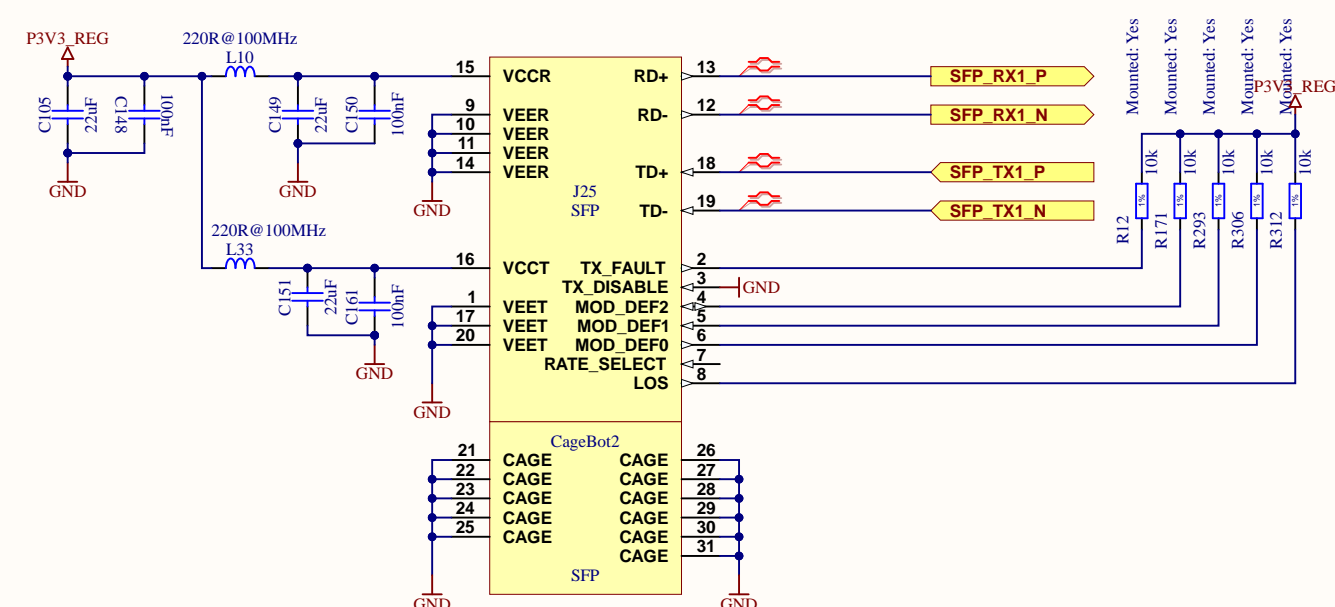 P3V3_REG
220R@100MHz
L10
C105
22uF
C148
100nF
C149
22uF
C150
100nF
GND
GND
220R@100MHz
L33
C151
22uF
C161
100nF
GND
15 VCCR RD+ 13
9 VEER RD- 12
10 VEER
11 VEER
14 VEER TD+ 18
J25
SFP
TD- 19
GND
16 VCCT TX_FAULT 2
TX_DISABLE 3 GND
1 VEET MOD_DEF2 4
17 VEET MOD_DEF1 5
20 VEET MOD_DEF0 6
RATE_SELECT 7
LOS 8
GND
CageBot2
21 CAGE CAGE 26
22 CAGE CAGE 27
23 CAGE CAGE 28
24 CAGE CAGE 29
25 CAGE CAGE 30
CAGE 31
SFP
GND
GND
SFP_RX1_P
SFP_RX1_N
SFP_TX1_P
SFP_TX1_N
Mounted: Yes
Mounted: Yes
Mounted: Yes
Mounted: Yes
Mounted: Yes
P3V3_REG
R12
1%
10k
R171
1%
10k
R293
1%
10k
R306
1%
10k
R312
1%
10k